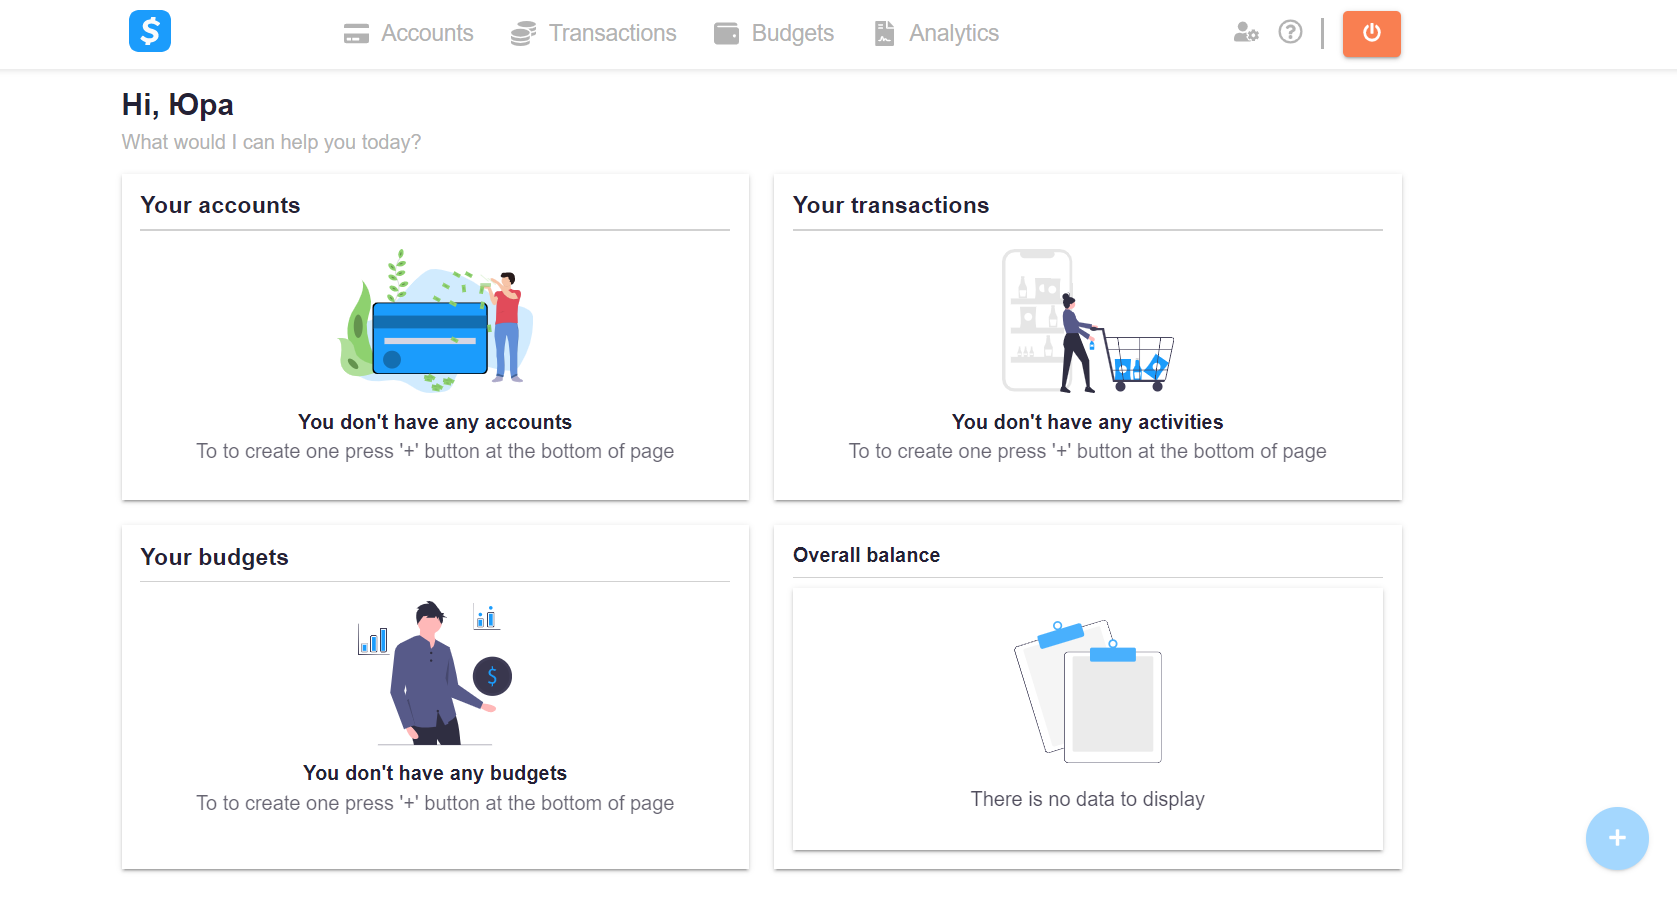 $ Accounts Transactions Budgets Analytics ?
Hi, Юра
What would I can help you today?
Your accounts
You don't have any accounts
To to create one press '+' button at the bottom of page
Your transactions
You don't have any activities
To to create one press '+' button at the bottom of page
Your budgets
$
You don't have any budgets
To to create one press '+' button at the bottom of page
Overall balance
There is no data to display
+